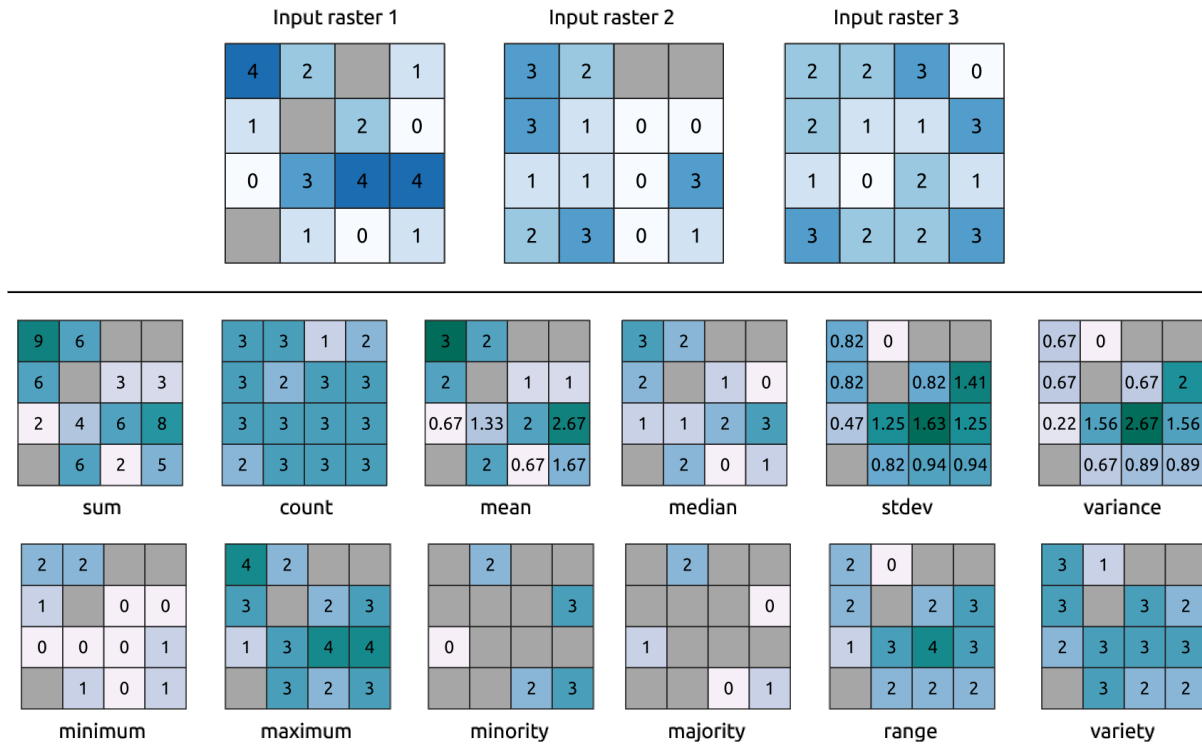 Input raster 1 Input raster 2 Input raster 3
4 2 1 3 2 2 2 3 0
1 2 0 3 1 0 0 2 1 1 3
0 3 4 4 1 1 0 3 1 0 2 1
1 0 1 2 3 0 1 3 2 2 3
9 6 3 3 1 2 3 2 3 2 0.82 0 0.67 0
6 3 3 3 2 3 3 2 1 1 2 1 0 0.82 0.82 1.41 0.67 0.67 2
2 4 6 8 3 3 3 3 0.67 1.33 2 2.67 1 1 2 3 0.47 1.25 1.63 1.25 0.22 1.56 2.67 1.56
6 2 5 2 3 3 3 2 0.67 1.67 2 0 1 0.82 0.94 0.94 0.67 0.89 0.89
sum count mean median stdev variance
2 2 4 2 2 2 2 0 3 1
1 0 0 3 2 3 3 0 2 2 3 3 3 2
0 0 0 1 1 3 4 4 0 1 1 3 4 3 2 3 3 3
1 0 1 3 2 3 2 3 0 1 2 2 2 3 2 2
minimum maximum minority majority range variety